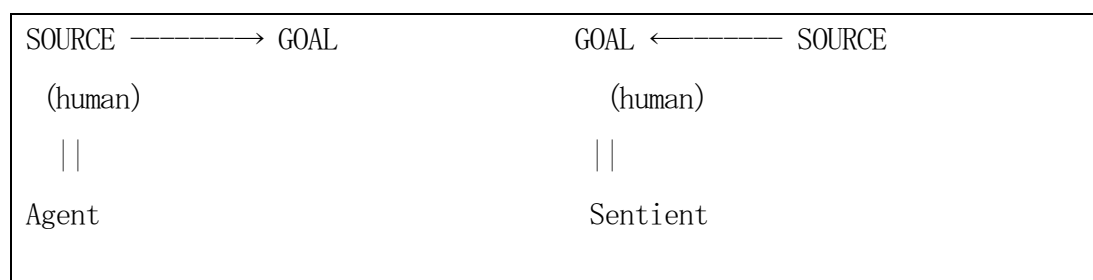 SOURCE --------→ GOAL GOAL ←-------- SOURCE
(human) (human)
|| ||
Agent Sentient